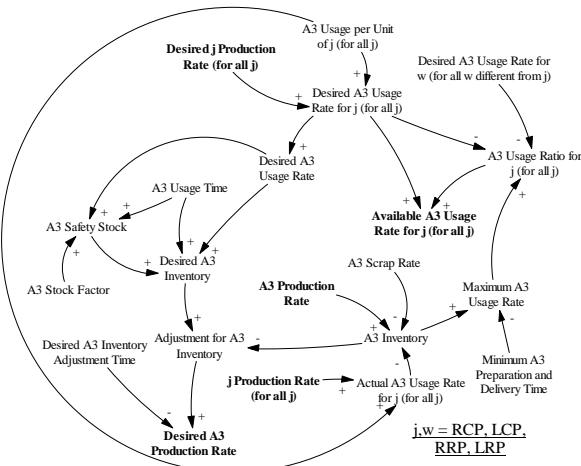 A3 Usage per Unit
of j (for all j)
Desired j Production
Rate (for all j)
Desired A3 Usage Rate for
w (for all w different from j)
+
+
Desired A3 Usage
Rate for j (for all j)
-
-
+
Desired A3
Usage Rate
A3 Usage Ratio for
j (for all j)
A3 Usage Time
+
+
+
+
+
A3 Safety Stock
Available A3 Usage
Rate for j (for all j)
+
+
+
+
Desired A3
Inventory
A3 Scrap Rate
A3 Stock Factor
A3 Production
Rate
Maximum A3
Usage Rate
+
-
-
+
-
+
Desired A3 Inventory
Adjustment Time
Adjustment for A3
Inventory
A3 Inventory
-
Minimum A3
Preparation and
Delivery Time
j Production Rate
(for all j)
+
Actual A3 Usage Rate
for j (for all j)
+
-
+
Desired A3
Production Rate
j,w = RCP, LCP,
RRP, LRP